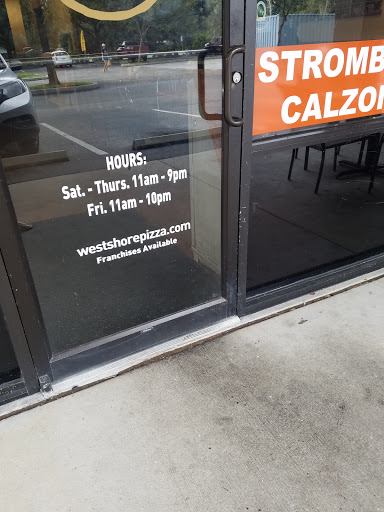 HOURS:
Sat. - Thurs. 11am - 9pm
Fri. 11am - 10pm
westshorepizza.com
Franchises Available
STROMB
CALZON